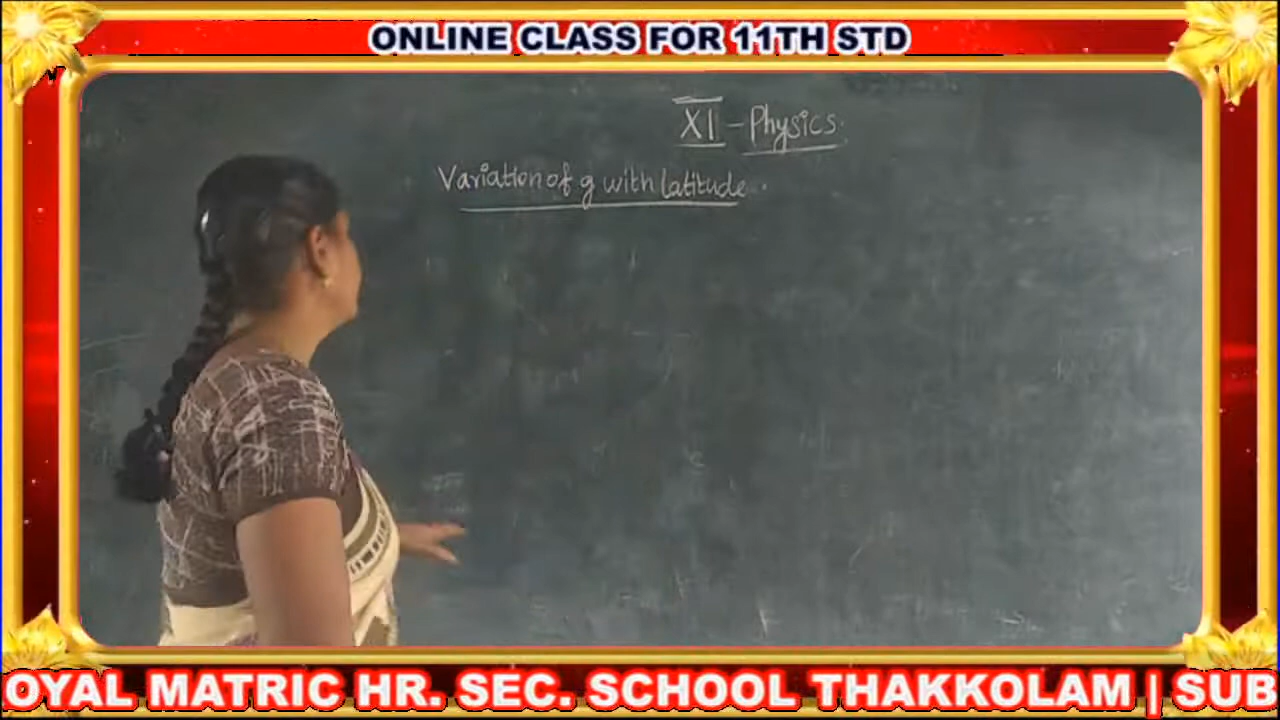 ONLINE CLASS FOR 11TH STD
XI - Physics.
Variation of g with latitude.
OYAL MATRIC HR. SEC. SCHOOL THAKKOLAM | SUB